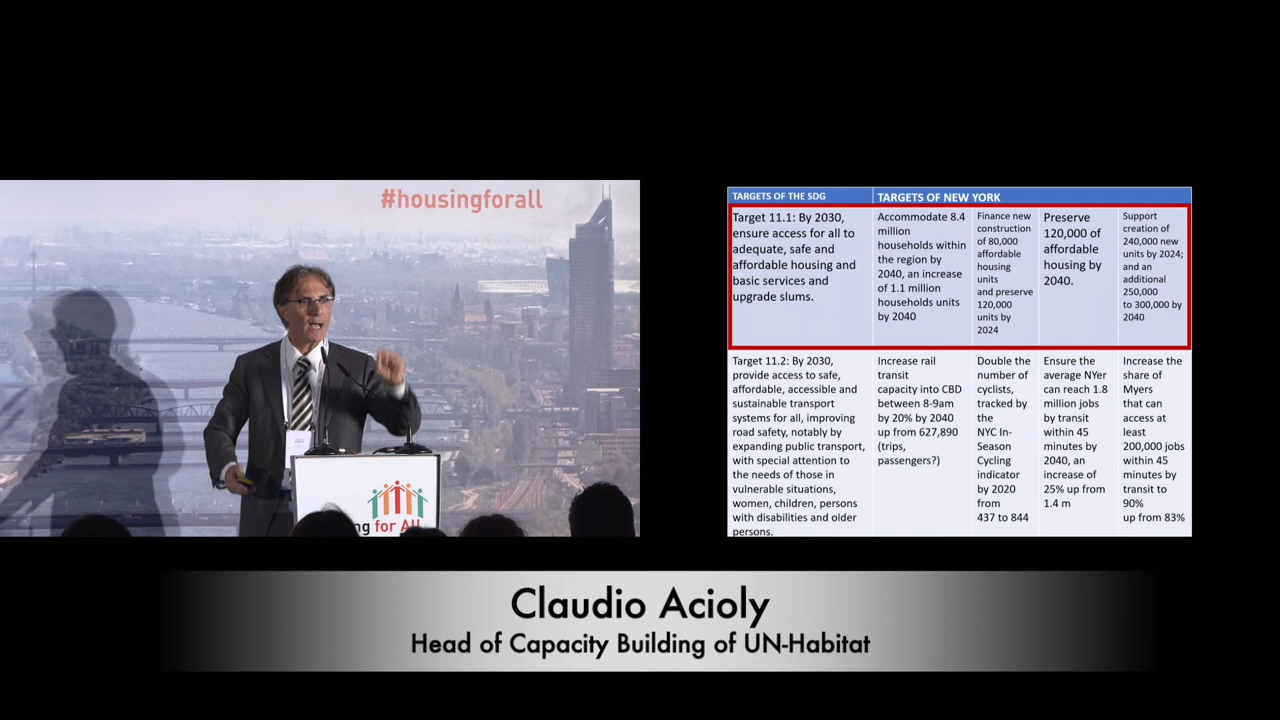 #housingforall
ng for All
TARGETS OF THE SDG
TARGETS OF NEW YORK
Target 11.1: By 2030,
ensure access for all to
adequate, safe and
affordable housing and
basic services and
upgrade slums.
Accommodate 8.4
million
households within
the region by
2040, an increase
of 1.1 million
households units
by 2040
Finance new
construction
of 80,000
affordable
housing
units
and preserve
120,000
units by
2024
Preserve
120,000 of
affordable
housing by
2040.
Support
creation of
240,000 new
units by 2024;
and an
additional
250,000
to 300,000 by
2040
Target 11.2: By 2030,
provide access to safe,
affordable, accessible and
sustainable transport
systems for all, improving
road safety, notably by
expanding public transport,
with special attention to
the needs of those in
vulnerable situations,
women, children, persons
with disabilities and older
persons.
Increase rail
transit
capacity into CBD
between 8-9am
by 20% by 2040
up from 627,890
(trips,
passengers?)
Double the
number of
cyclists,
tracked by
the
NYC In-
Season
Cycling
indicator
by 2020
from
437 to 844
Ensure the
average NYer
can reach 1.8
million jobs
by transit
within 45
minutes by
2040, an
increase of
25% up from
1.4 m
Increase the
share of
Myers
that can
access at
least
200,000 jobs
within 45
minutes by
transit to
90%
up from 83%
Claudio Acioly
Head of Capacity Building of UN-Habitat